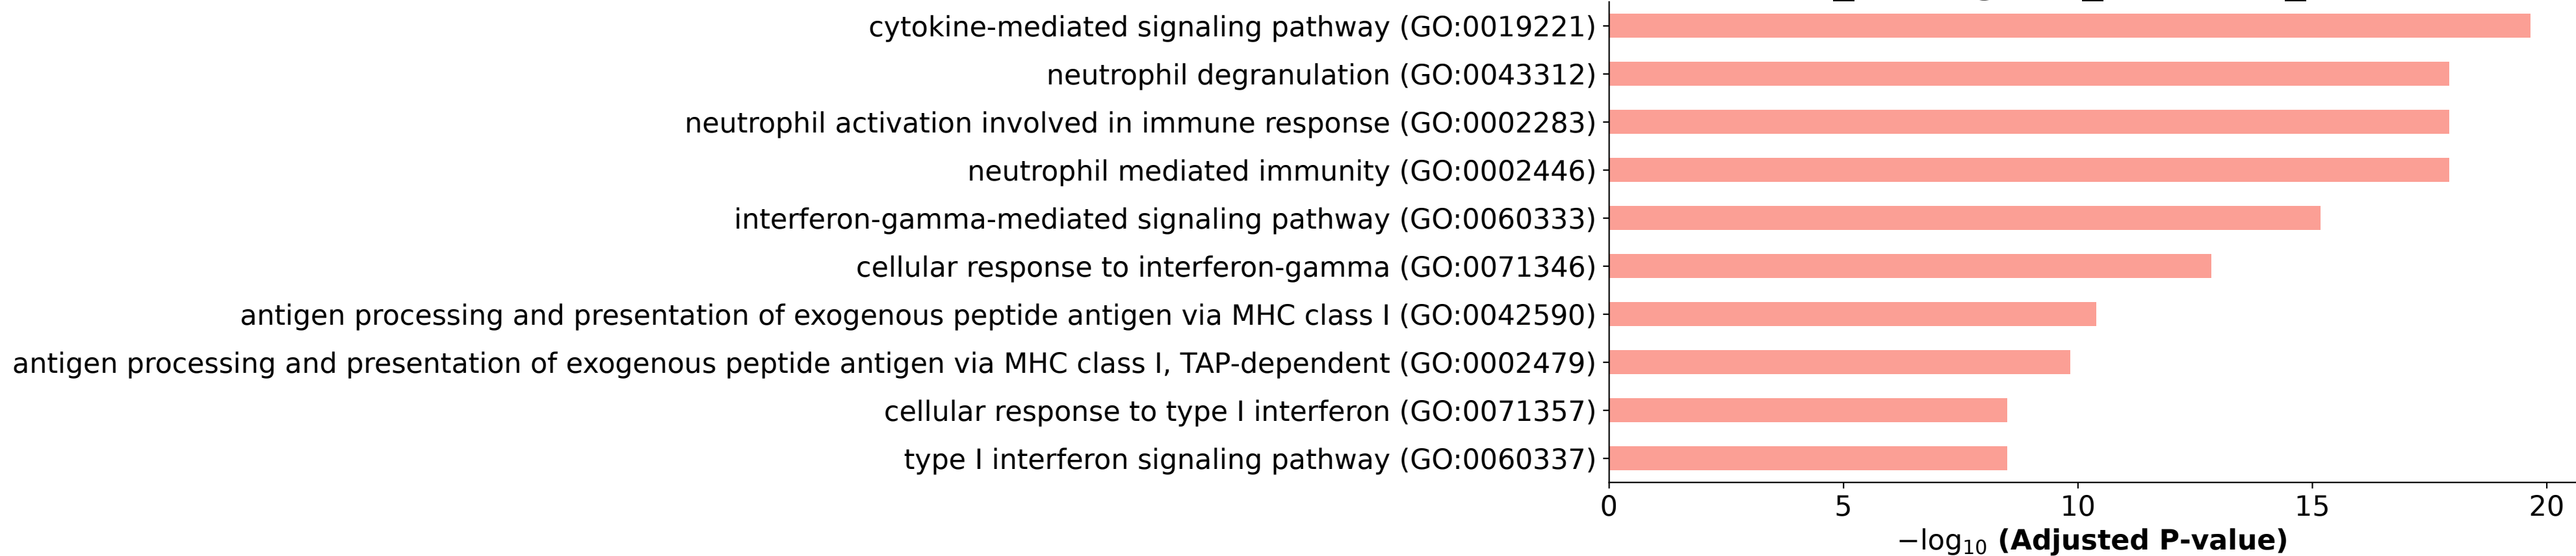 cytokine-mediated signaling pathway (GO:0019221)
neutrophil degranulation (GO:0043312)
neutrophil activation involved in immune response (GO:0002283)
neutrophil mediated immunity (GO:0002446)
interferon-gamma-mediated signaling pathway (GO:0060333)
cellular response to interferon-gamma (GO:0071346)
antigen processing and presentation of exogenous peptide antigen via MHC class I (GO:0042590)
antigen processing and presentation of exogenous peptide antigen via MHC class I, TAP-dependent (GO:0002479)
cellular response to type I interferon (GO:0071357)
type I interferon signaling pathway (GO:0060337)
0 5 10 15 20
−log₁₀ (Adjusted P-value)